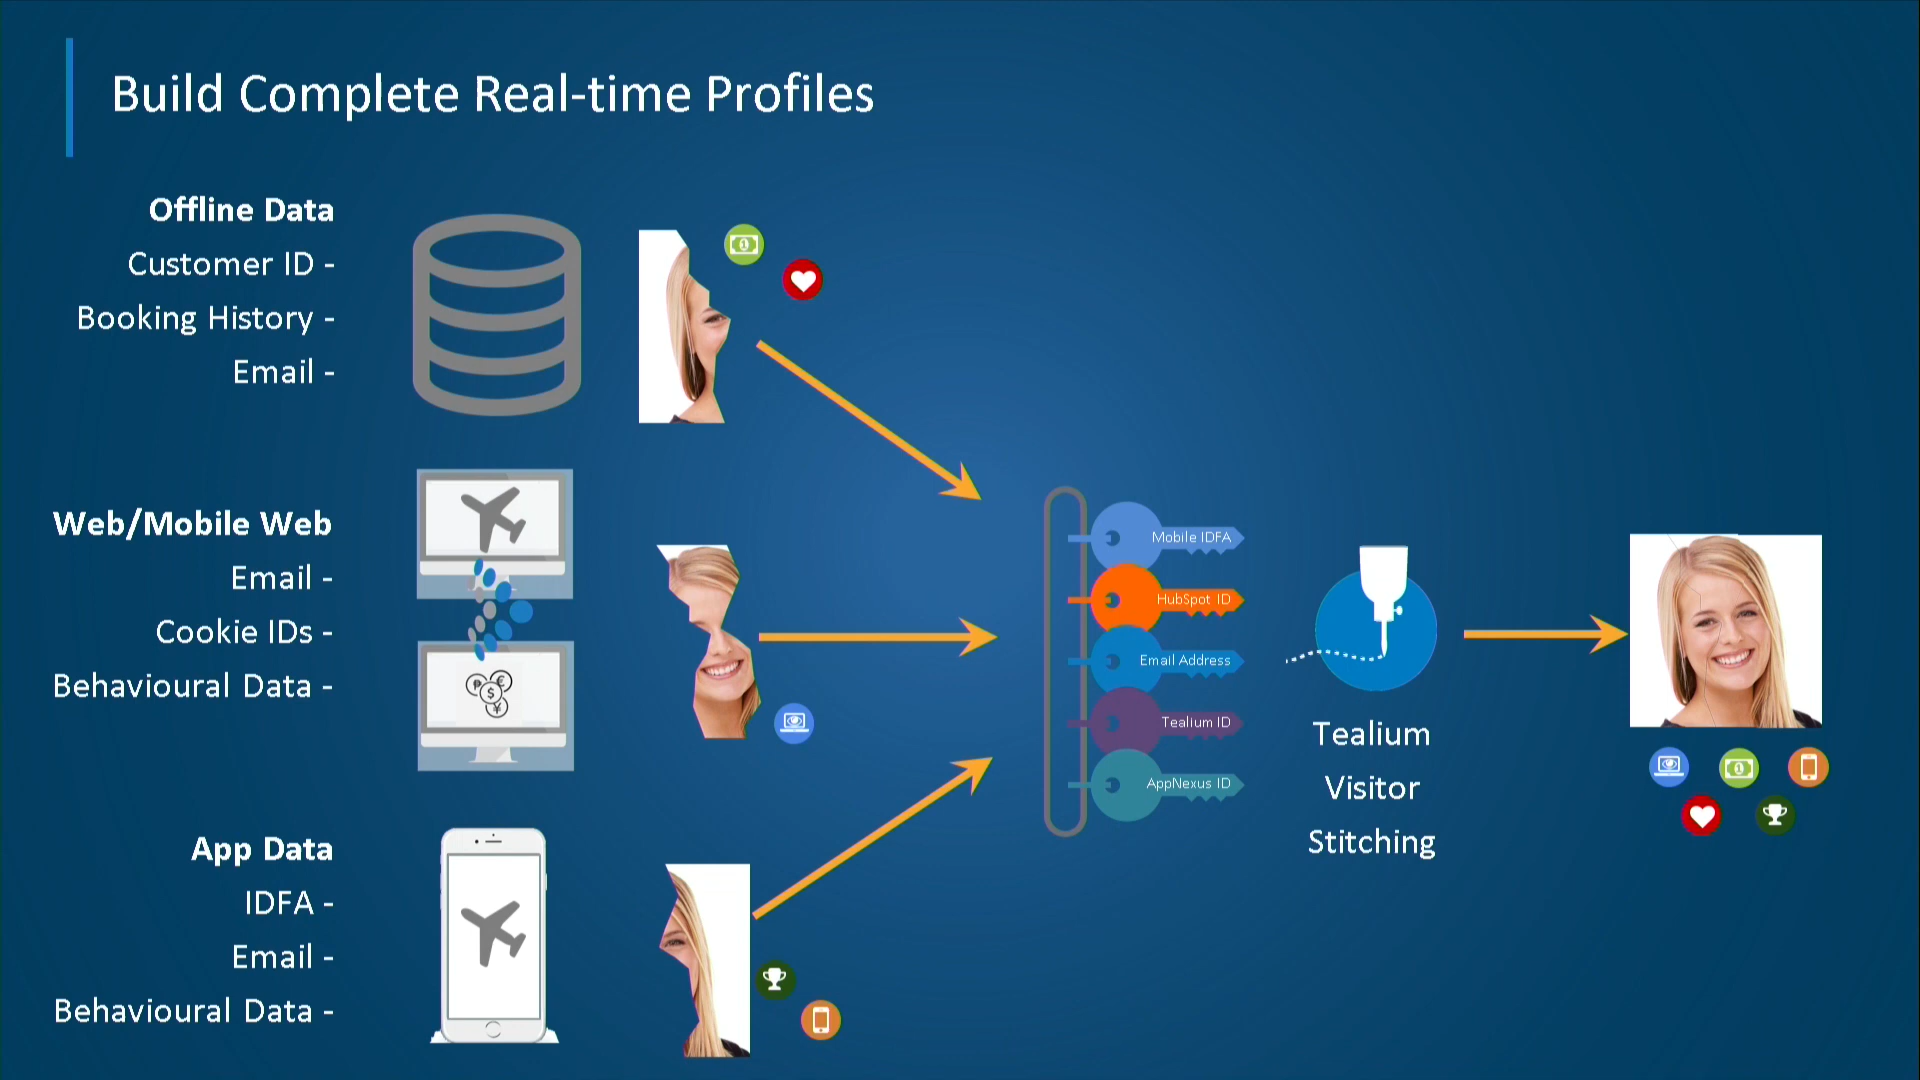 Build Complete Real-time Profiles
Offline Data
Customer ID -
Booking History -
Email -
Web/Mobile Web
Email -
Cookie IDs -
Behavioural Data -
App Data
IDFA -
Email -
Behavioural Data -
Mobile IDFA
HubSpot ID
Email Address
Tealium ID
AppNexus ID
Tealium
Visitor
Stitching